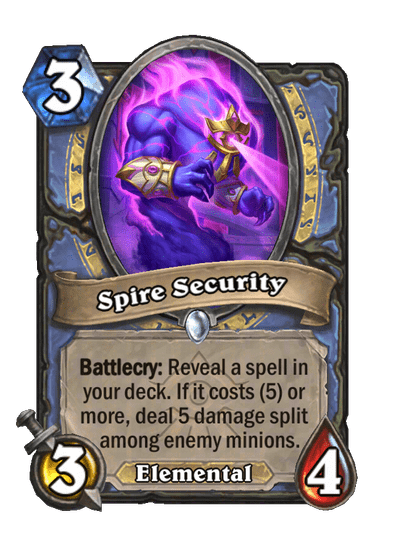 3
Spire Security
Battlecry: Reveal a spell in
your deck. If it costs (5) or
more, deal 5 damage split
among enemy minions.
3
Elemental
4